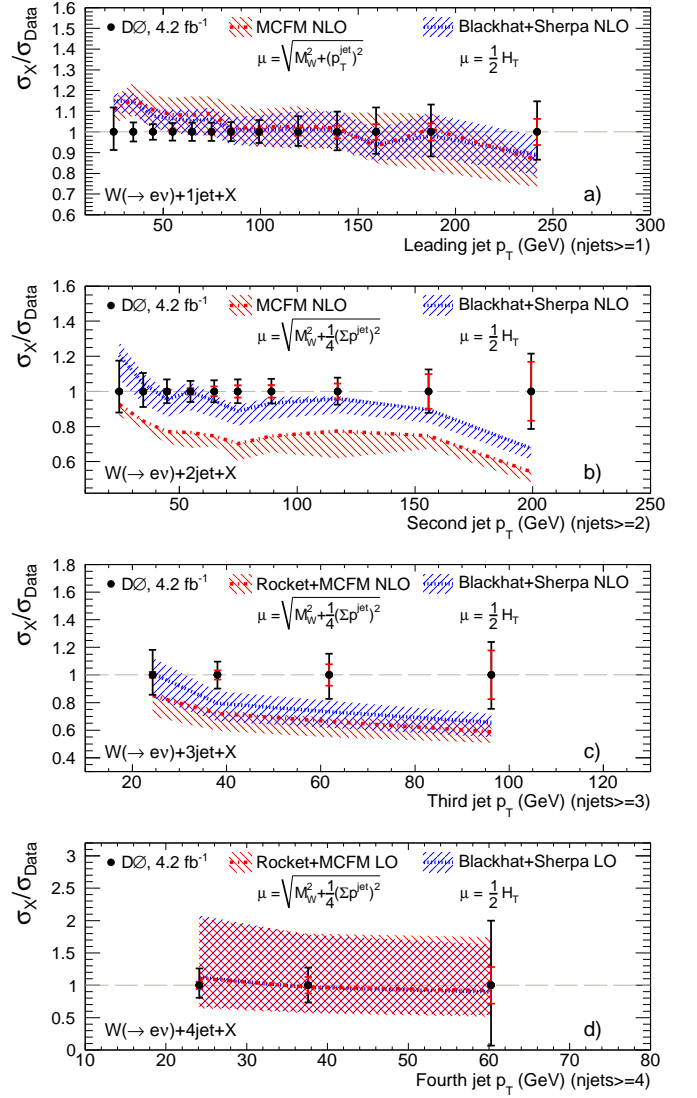 σ_X/σ_Data
1.6
1.5
1.4
1.3
1.2
1.1
1
0.9
0.8
0.7
0.6
DØ, 4.2 fb⁻¹
MCFM NLO
Blackhat+Sherpa NLO
μ = √(M_W²+(p_T^jet)²)
μ = 1/2 H_T
W(→ eν)+1jet+X
a)
50 100 150 200 250 300
Leading jet p_T (GeV) (njets>=1)
σ_X/σ_Data
1.6
1.4
1.2
1
0.8
0.6
DØ, 4.2 fb⁻¹
MCFM NLO
Blackhat+Sherpa NLO
μ = √(M_W²+1/4(Σp^jet)²)
μ = 1/2 H_T
W(→ eν)+2jet+X
b)
50 100 150 200 250
Second jet p_T (GeV) (njets>=2)
σ_X/σ_Data
1.8
1.6
1.4
1.2
1
0.8
0.6
0.4
DØ, 4.2 fb⁻¹
Rocket+MCFM NLO
Blackhat+Sherpa NLO
μ = √(M_W²+1/4(Σp^jet)²)
μ = 1/2 H_T
W(→ eν)+3jet+X
c)
20 40 60 80 100 120
Third jet p_T (GeV) (njets>=3)
σ_X/σ_Data
3
2.5
2
1.5
1
0.5
0
DØ, 4.2 fb⁻¹
Rocket+MCFM LO
Blackhat+Sherpa LO
μ = √(M_W²+1/4(Σp^jet)²)
μ = 1/2 H_T
W(→ eν)+4jet+X
d)
10 20 30 40 50 60 70 80
Fourth jet p_T (GeV) (njets>=4)